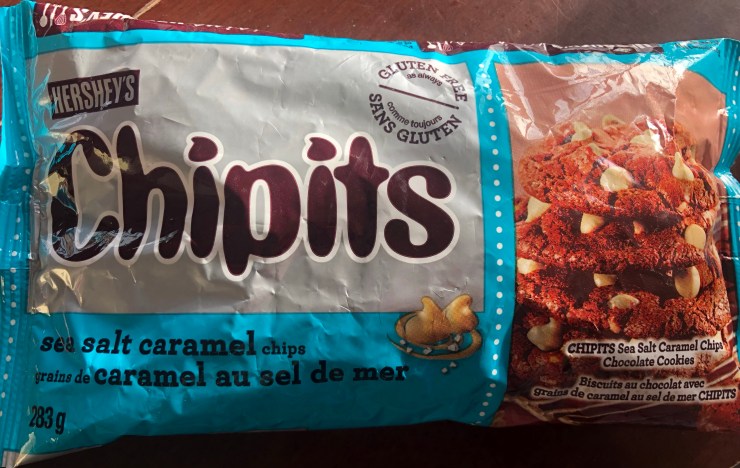 HERSHEY'S
Chipits
GLUTEN FREE
as always
comme toujours
SANS GLUTEN
sea salt caramel chips
grains de caramel au sel de mer
283 g
CHIPITS Sea Salt Caramel Chips
Chocolate Cookies
Biscuits au chocolat avec
grains de caramel au sel de mer CHIPITS